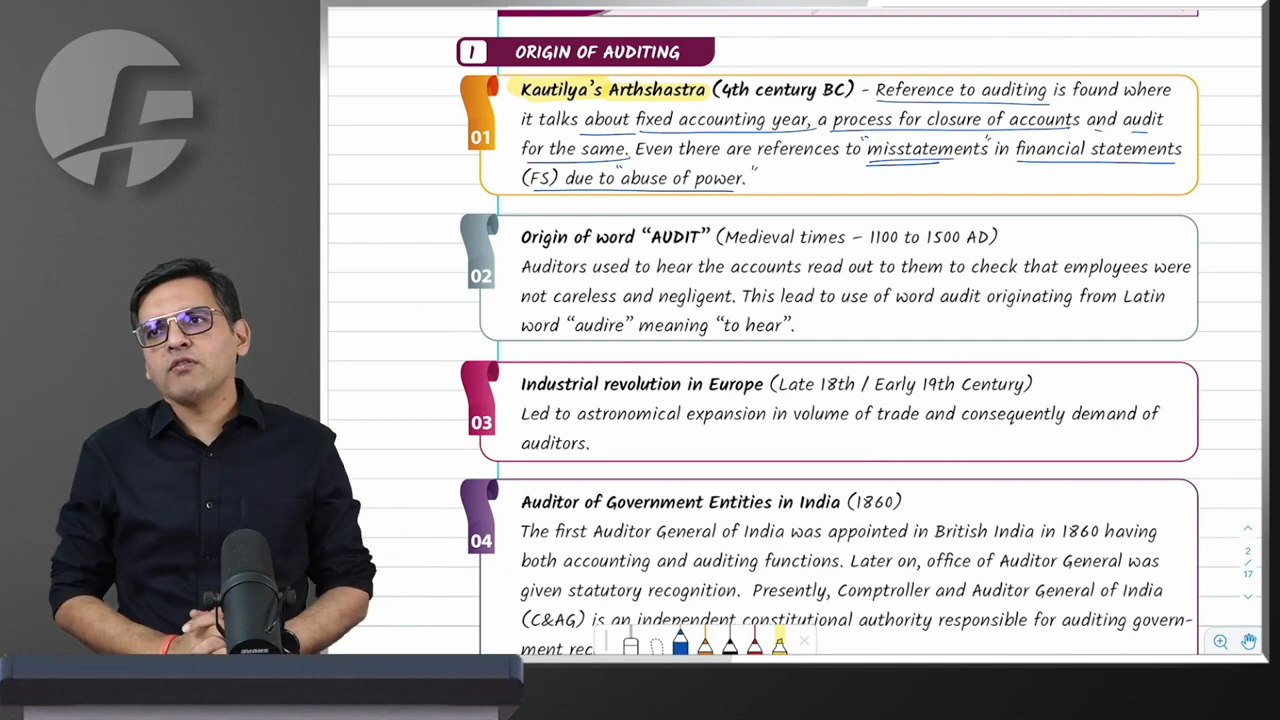 1 ORIGIN OF AUDITING
01
Kautilya's Arthshastra (4th century BC) - Reference to auditing is found where
it talks about fixed accounting year, a process for closure of accounts and audit
for the same. Even there are references to "misstatements" in financial statements
(FS) due to "abuse of power."
02
Origin of word "AUDIT" (Medieval times – 1100 to 1500 AD)
Auditors used to hear the accounts read out to them to check that employees were
not careless and negligent. This lead to use of word audit originating from Latin
word "audire" meaning "to hear".
03
Industrial revolution in Europe (Late 18th / Early 19th Century)
Led to astronomical expansion in volume of trade and consequently demand of
auditors.
04
Auditor of Government Entities in India (1860)
The first Auditor General of India was appointed in British India in 1860 having
both accounting and auditing functions. Later on, office of Auditor General was
given statutory recognition. Presently, Comptroller and Auditor General of India
(C&AG) is an independent constitutional authority responsible for auditing govern-
ment rec
2
/
17